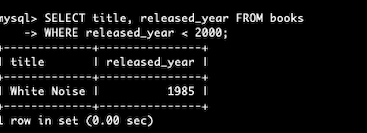 mysql> SELECT title, released_year FROM books
    -> WHERE released_year < 2000;
+-------------+---------------+
| title       | released_year |
+-------------+---------------+
| White Noise |          1985 |
+-------------+---------------+
1 row in set (0.00 sec)